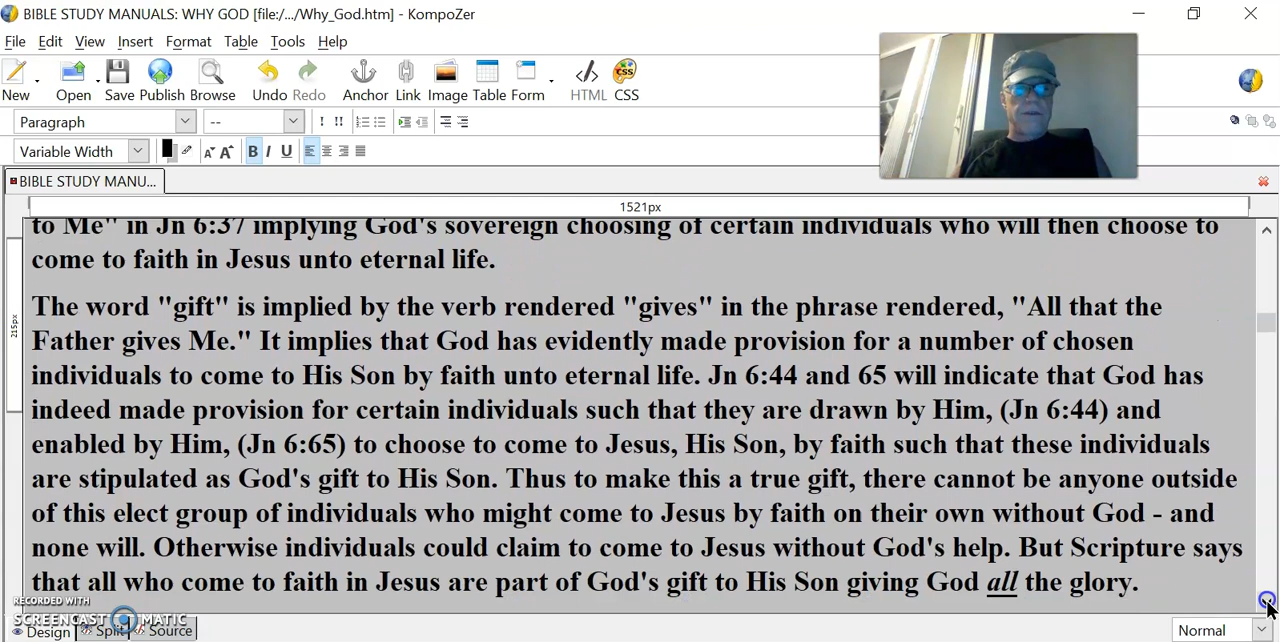 BIBLE STUDY MANUALS: WHY GOD [file:/.../Why_God.htm] - KompoZer
File Edit View Insert Format Table Tools Help
New Open Save Publish Browse Undo Redo Anchor Link Image Table Form HTML CSS
Paragraph --
Variable Width B I U
BIBLE STUDY MANU...
1521px
215px
to Me" in Jn 6:37 implying God's sovereign choosing of certain individuals who will then choose to
come to faith in Jesus unto eternal life.
The word "gift" is implied by the verb rendered "gives" in the phrase rendered, "All that the
Father gives Me." It implies that God has evidently made provision for a number of chosen
individuals to come to His Son by faith unto eternal life. Jn 6:44 and 65 will indicate that God has
indeed made provision for certain individuals such that they are drawn by Him, (Jn 6:44) and
enabled by Him, (Jn 6:65) to choose to come to Jesus, His Son, by faith such that these individuals
are stipulated as God's gift to His Son. Thus to make this a true gift, there cannot be anyone outside
of this elect group of individuals who might come to Jesus by faith on their own without God - and
none will. Otherwise individuals could claim to come to Jesus without God's help. But Scripture says
that all who come to faith in Jesus are part of God's gift to His Son giving God all the glory.
RECORDED WITH
SCREENCAST MATIC
Design Split Source Normal